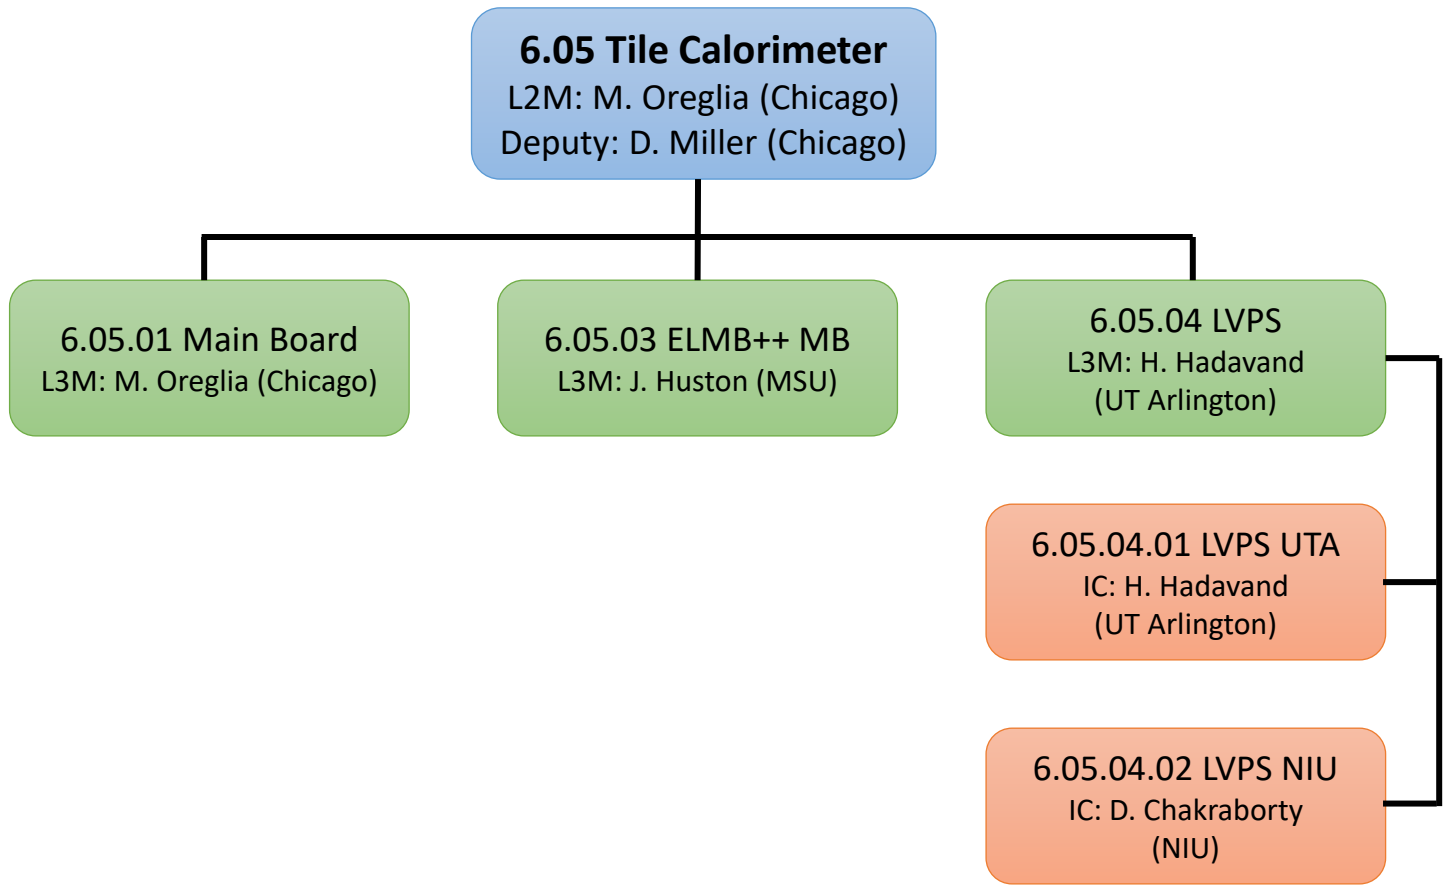 6.05 Tile Calorimeter
L2M: M. Oreglia (Chicago)
Deputy: D. Miller (Chicago)
6.05.01 Main Board
L3M: M. Oreglia (Chicago)
6.05.03 ELMB++ MB
L3M: J. Huston (MSU)
6.05.04 LVPS
L3M: H. Hadavand
(UT Arlington)
6.05.04.01 LVPS UTA
IC: H. Hadavand
(UT Arlington)
6.05.04.02 LVPS NIU
IC: D. Chakraborty
(NIU)